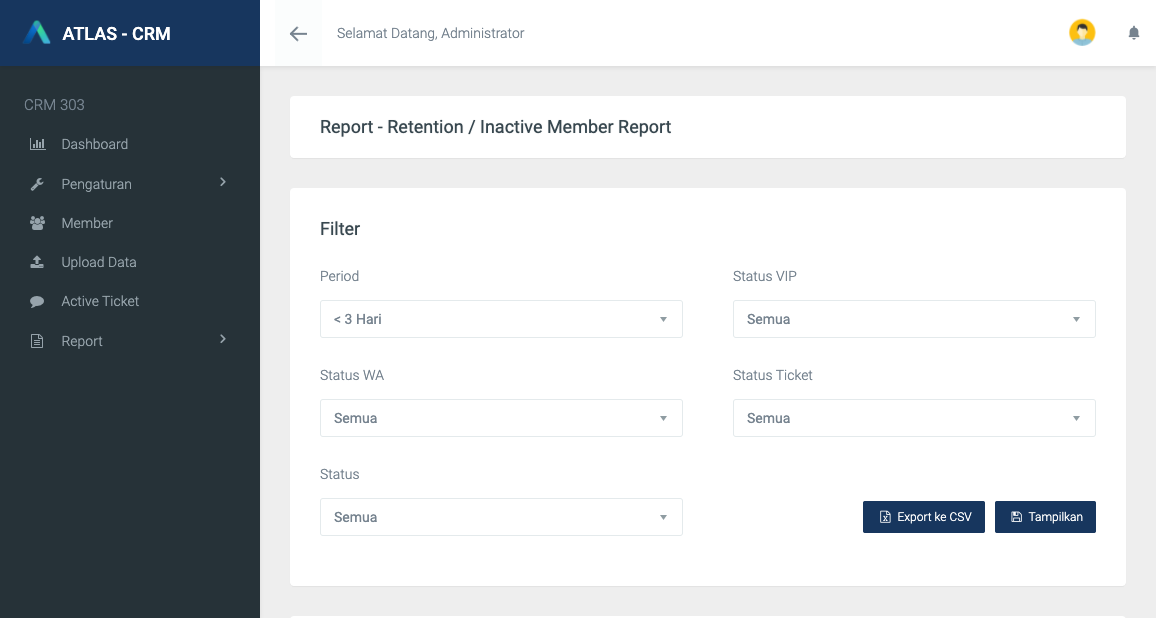 ATLAS - CRM
Selamat Datang, Administrator
CRM 303
Dashboard
Pengaturan
Member
Upload Data
Active Ticket
Report
Report - Retention / Inactive Member Report
Filter
Period
Status VIP
< 3 Hari
Semua
Status WA
Status Ticket
Semua
Semua
Status
Semua
Export ke CSV
Tampilkan